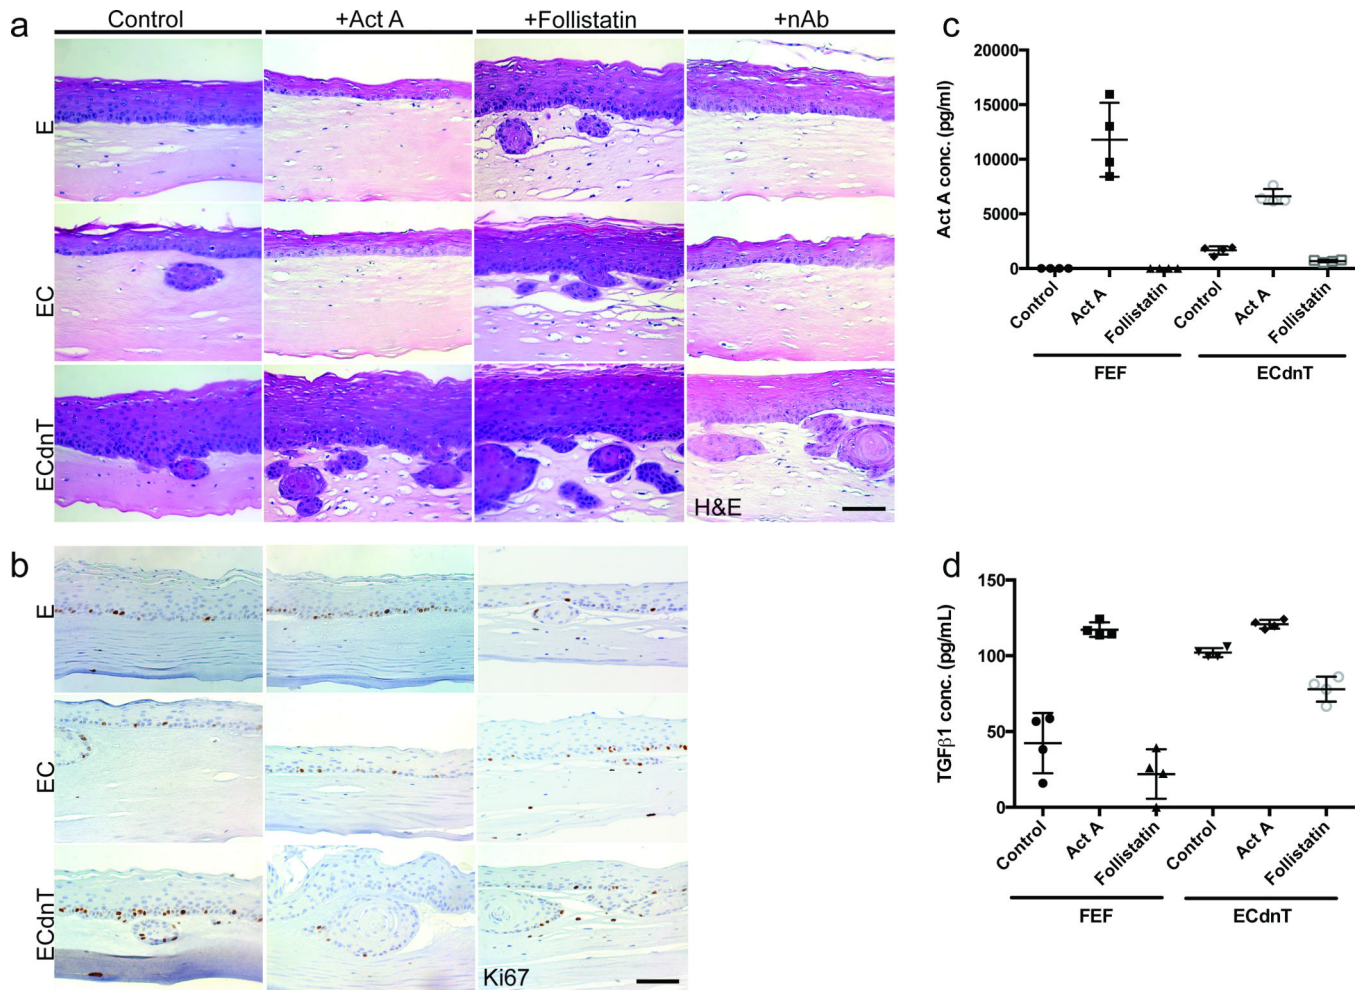 a
Control
+Act A
+Follistatin
+nAb
E
EC
ECdnT
H&E
b
E
EC
ECdnT
Ki67
c
Act A conc. (pg/ml)
20000
15000
10000
5000
0
Control
Act A
Follistatin
Control
Act A
Follistatin
FEF
ECdnT
d
TGFβ1 conc. (pg/mL)
150
100
50
0
Control
Act A
Follistatin
Control
Act A
Follistatin
FEF
ECdnT